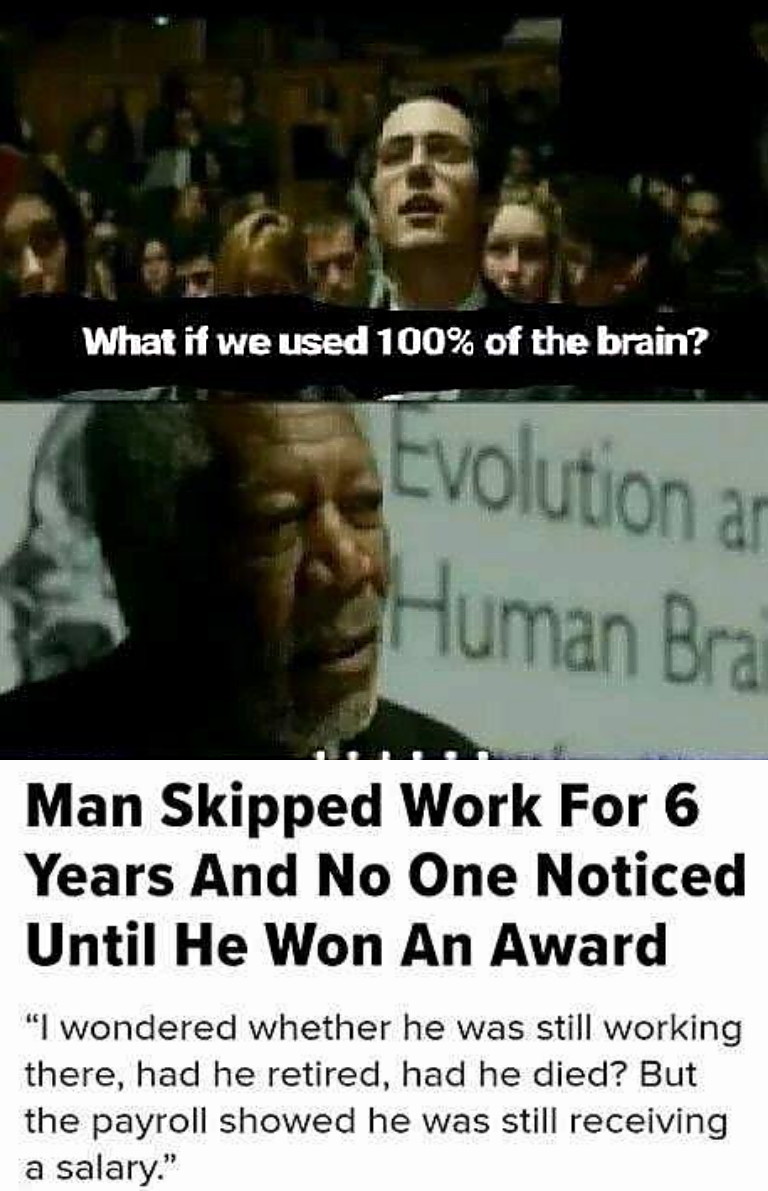 What if we used 100% of the brain?
Evolution
Human
Man Skipped Work For 6
Years And No One Noticed
Until He Won An Award
“I wondered whether he was still working
there, had he retired, had he died? But
the payroll showed he was still receiving
a salary.”